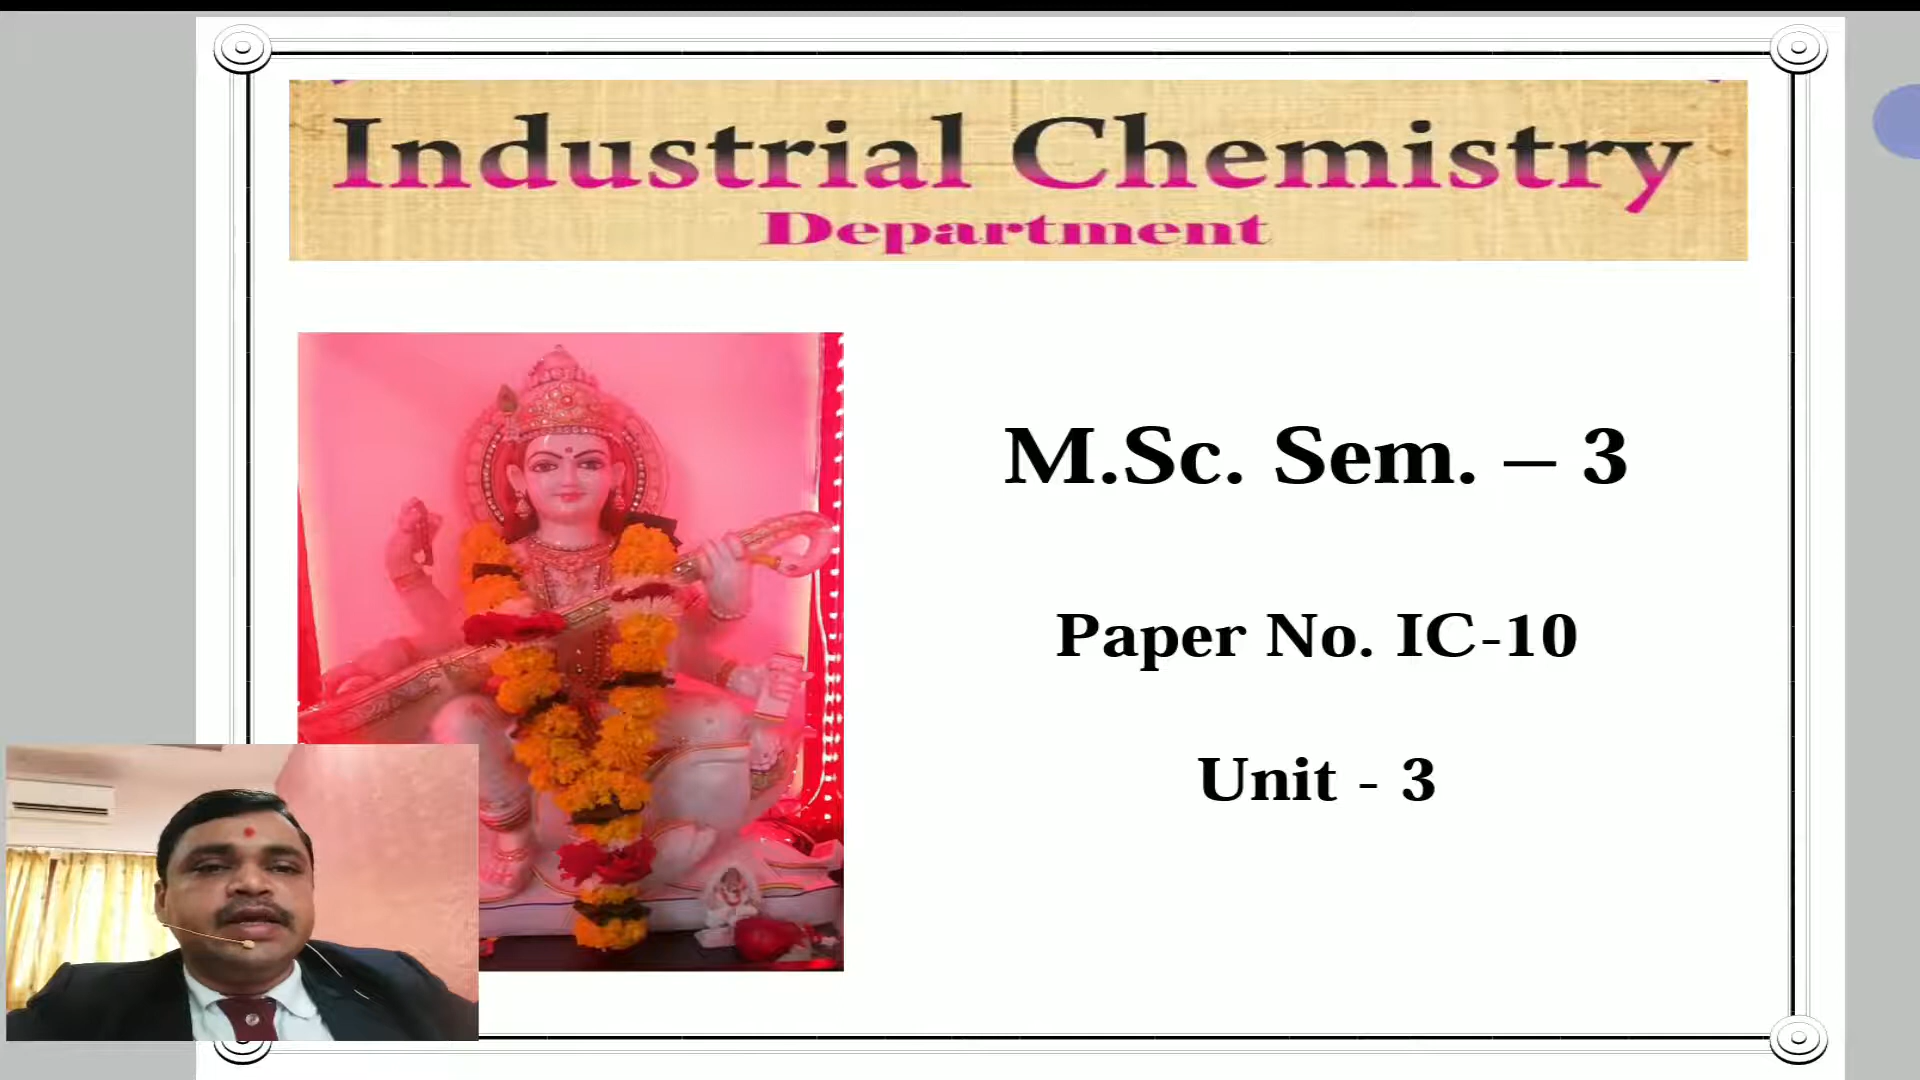 Industrial Chemistry
Department
M.Sc. Sem. – 3
Paper No. IC-10
Unit - 3